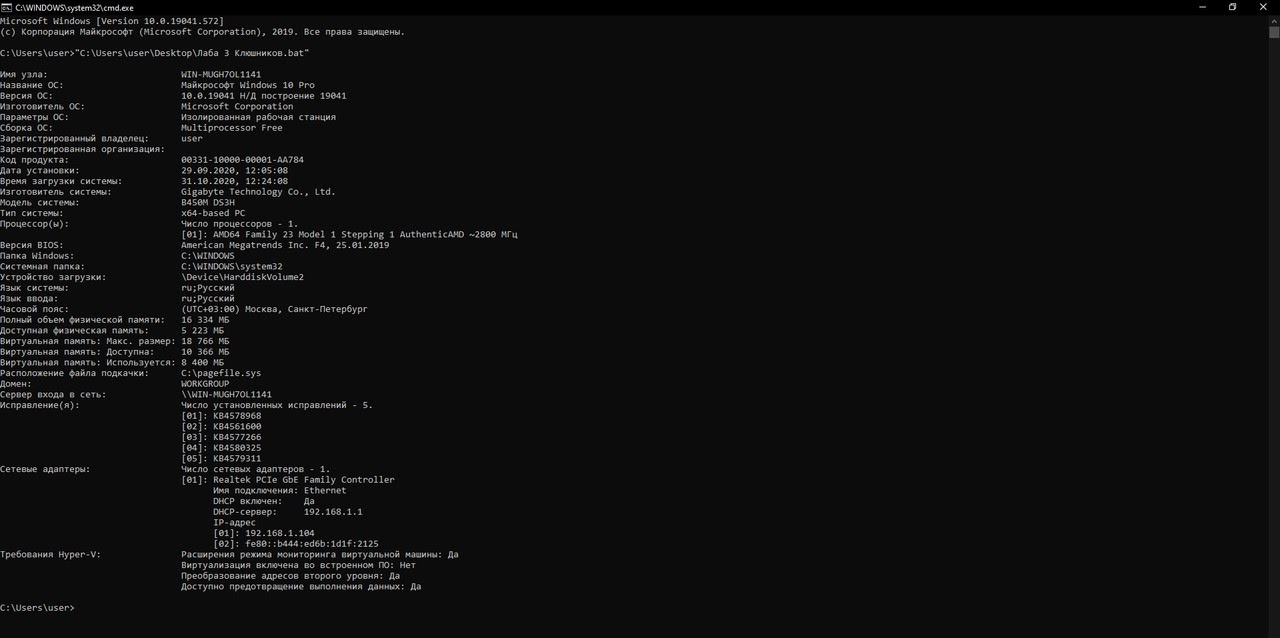 C:\WINDOWS\system32\cmd.exe
Microsoft Windows [Version 10.0.19041.572]
(c) Корпорация Майкрософт (Microsoft Corporation), 2019. Все права защищены.
C:\Users\user>"C:\Users\user\Desktop\Лаба 3 Клюшников.bat"
Имя узла: WIN-MUGH7OL1141
Название ОС: Майкрософт Windows 10 Pro
Версия ОС: 10.0.19041 Н/Д построение 19041
Изготовитель ОС: Microsoft Corporation
Параметры ОС: Изолированная рабочая станция
Сборка ОС: Multiprocessor Free
Зарегистрированный владелец: user
Зарегистрированная организация:
Код продукта: 00331-10000-00001-AA784
Дата установки: 29.09.2020, 12:05:08
Время загрузки системы: 31.10.2020, 12:24:08
Изготовитель системы: Gigabyte Technology Co., Ltd.
Модель системы: B450M DS3H
Тип системы: x64-based PC
Процессор(ы): Число процессоров - 1.
[01]: AMD64 Family 23 Model 1 Stepping 1 AuthenticAMD ~2800 МГц
Версия BIOS: American Megatrends Inc. F4, 25.01.2019
Папка Windows: C:\WINDOWS
Системная папка: C:\WINDOWS\system32
Устройство загрузки: \Device\HarddiskVolume2
Язык системы: ru;Русский
Язык ввода: ru;Русский
Часовой пояс: (UTC+03:00) Москва, Санкт-Петербург
Полный объем физической памяти: 16 334 МБ
Доступная физическая память: 5 223 МБ
Виртуальная память: Макс. размер: 18 766 МБ
Виртуальная память: Доступна: 10 366 МБ
Виртуальная память: Используется: 8 400 МБ
Расположение файла подкачки: C:\pagefile.sys
Домен: WORKGROUP
Сервер входа в сеть: \\WIN-MUGH7OL1141
Исправление(я): Число установленных исправлений - 5.
[01]: KB4578968
[02]: KB4561600
[03]: KB4577266
[04]: KB4580325
[05]: KB4579311
Сетевые адаптеры: Число сетевых адаптеров - 1.
[01]: Realtek PCIe GbE Family Controller
Имя подключения: Ethernet
DHCP включен: Да
DHCP-сервер: 192.168.1.1
IP-адрес
[01]: 192.168.1.104
[02]: fe80::b444:ed6b:1d1f:2125
Требования Hyper-V: Расширения режима мониторинга виртуальной машины: Да
Виртуализация включена во встроенном ПО: Нет
Преобразование адресов второго уровня: Да
Доступно предотвращение выполнения данных: Да
C:\Users\user>